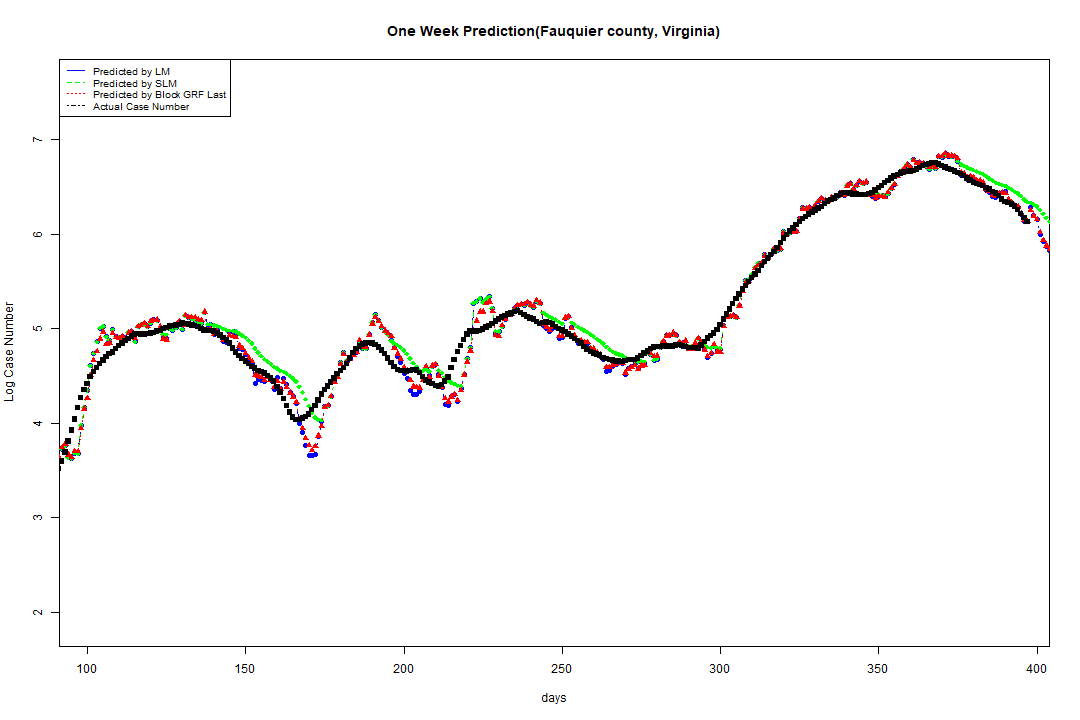 One Week Prediction(Fauquier county, Virginia)
Predicted by LM
Predicted by SLM
Predicted by Block GRF Last
Actual Case Number
Log Case Number
7
6
5
4
3
2
100 150 200 250 300 350 400
days